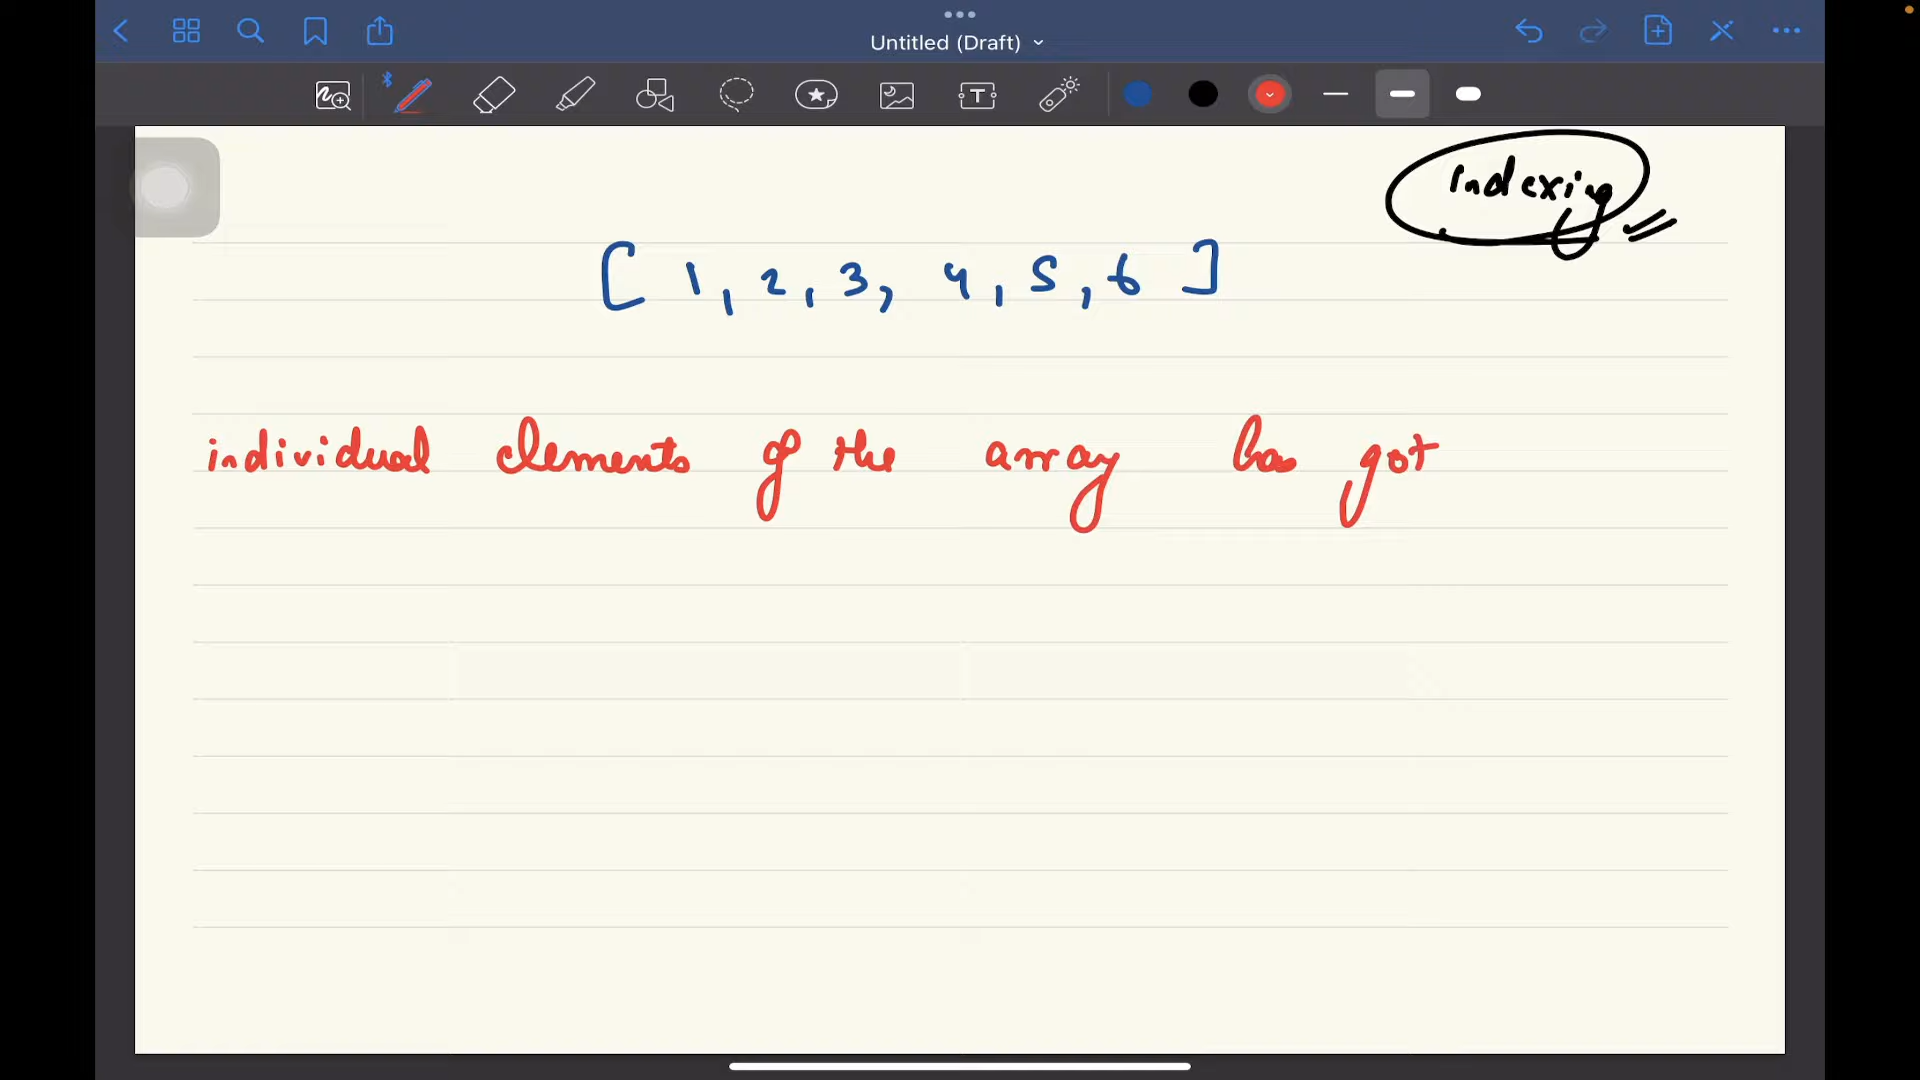 Untitled (Draft)
T
indexing
[ 1, 2, 3, 4, 5, 6 ]
individual elements of the array has got